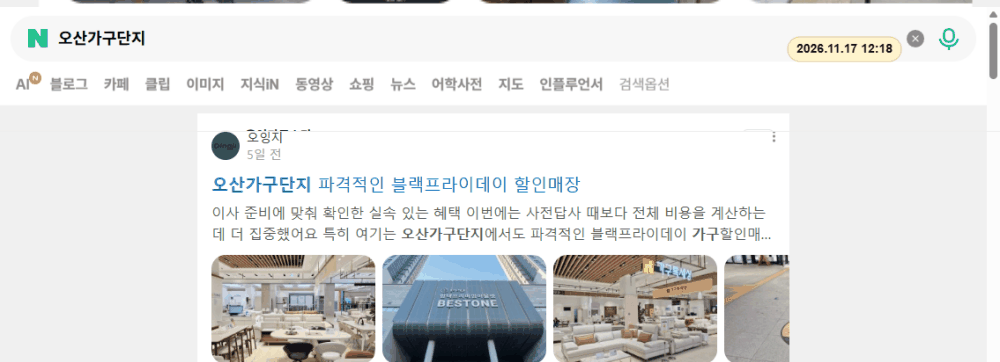 N 오산가구단지
2026.11.17 12:18
AI N 블로그 카페 클립 이미지 지식iN 동영상 쇼핑 뉴스 어학사전 지도 인플루언서 검색옵션
오잉지
5일 전
오산가구단지 파격적인 블랙프라이데이 할인매장
이사 준비에 맞춰 확인한 실속 있는 혜택 이번에는 사전답사 때보다 전체 비용을 계산하는
데 더 집중했어요 특히 여기는 오산가구단지에서도 파격적인 블랙프라이데이 가구할인매...
BESTONE